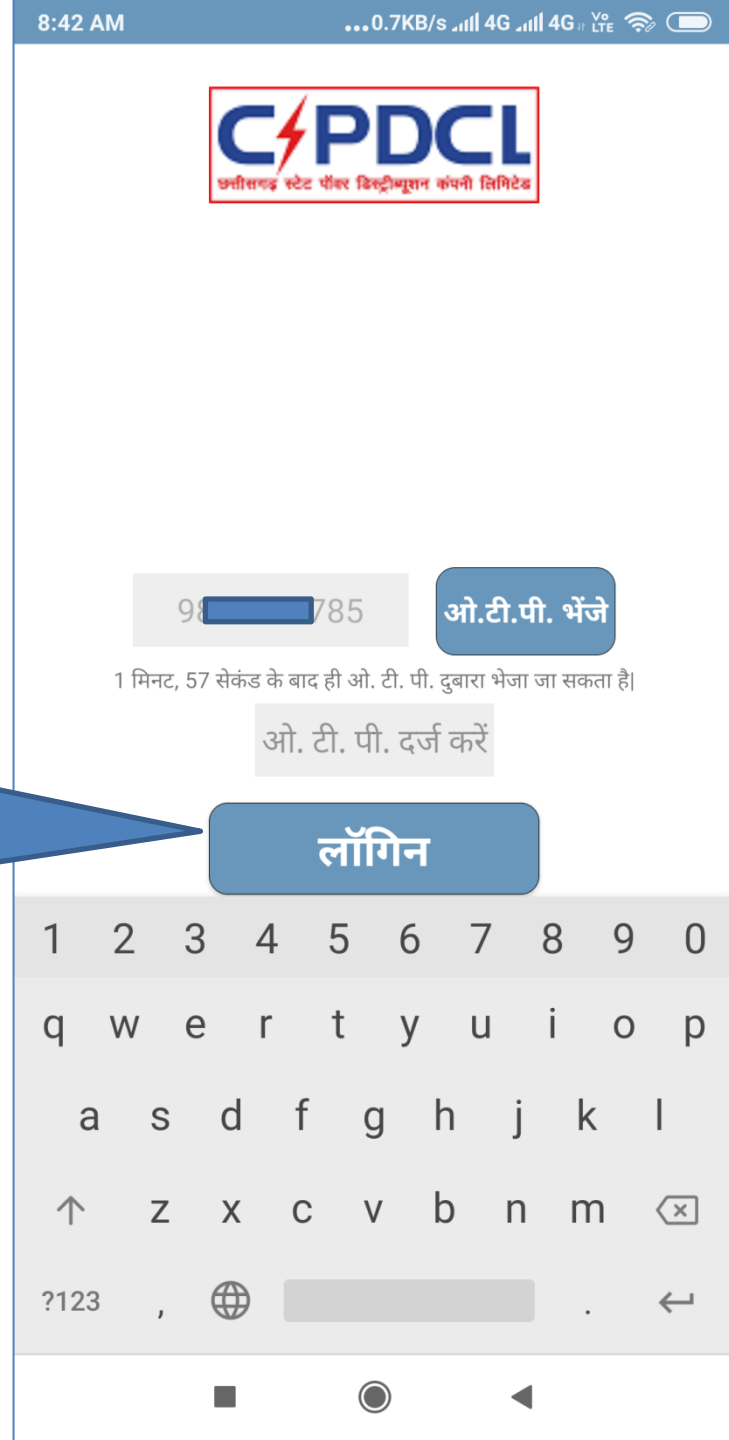 8:42 AM ...0.7KB/s 4G 4G Vo LTE
CSPDCL
छत्तीसगढ़ स्टेट पॉवर डिस्ट्रीब्यूशन कंपनी लिमिटेड
98 785 ओ.टी.पी. भेंजे
1 मिनट, 57 सेकंड के बाद ही ओ. टी. पी. दुबारा भेजा जा सकता है|
ओ. टी. पी. दर्ज करें
लॉगिन
1 2 3 4 5 6 7 8 9 0
q w e r t y u i o p
a s d f g h j k l
z x c v b n m
?123 , .